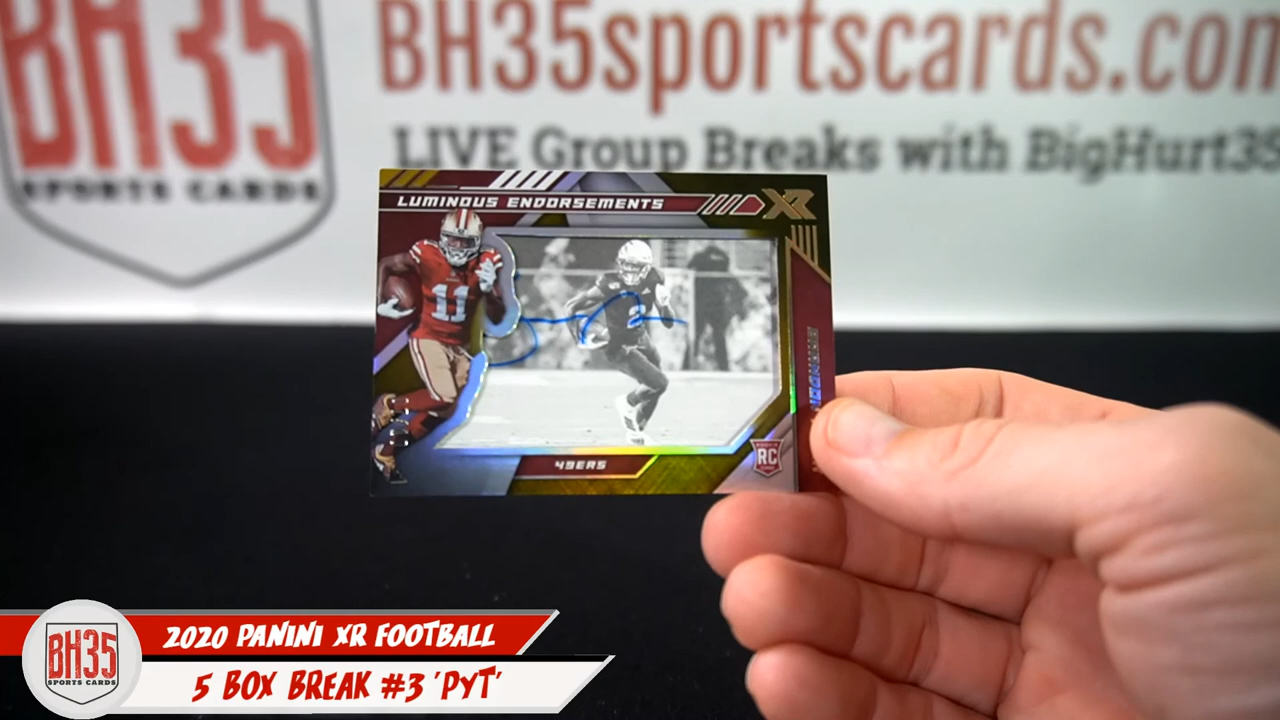 BH35
SPORTS CARDS
BH35sportscards.com
LIVE Group Breaks with BigHurt35
LUMINOUS ENDORSEMENTS
XR
11
2
49ERS
RC
BH35
SPORTS CARDS
2020 PANINI XR FOOTBALL
5 BOX BREAK #3 'PYT'